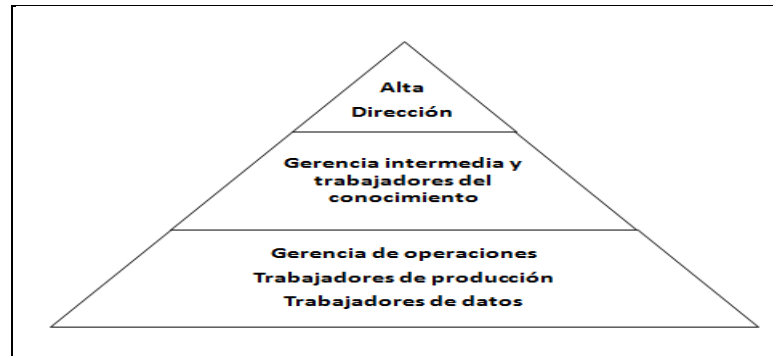 Alta
Dirección
Gerencia intermedia y
trabajadores del
conocimiento
Gerencia de operaciones
Trabajadores de producción
Trabajadores de datos